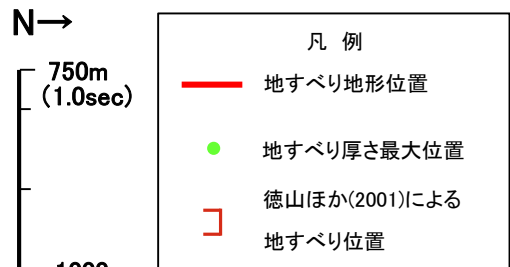 N→
750m
(1.0sec)
凡 例
地すべり地形位置
地すべり厚さ最大位置
徳山ほか(2001)による
地すべり位置